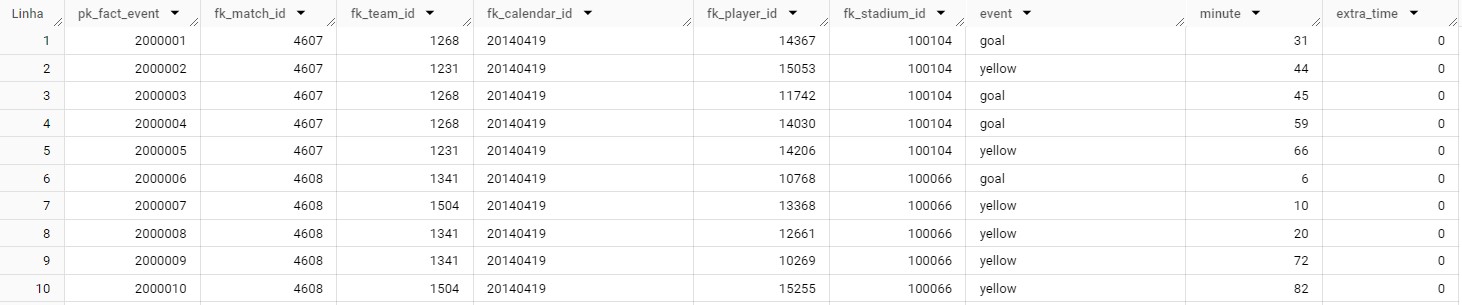 Linha pk_fact_event fk_match_id fk_team_id fk_calendar_id fk_player_id fk_stadium_id event minute extra_time
1 2000001 4607 1268 20140419 14367 100104 goal 31 0
2 2000002 4607 1231 20140419 15053 100104 yellow 44 0
3 2000003 4607 1268 20140419 11742 100104 goal 45 0
4 2000004 4607 1268 20140419 14030 100104 goal 59 0
5 2000005 4607 1231 20140419 14206 100104 yellow 66 0
6 2000006 4608 1341 20140419 10768 100066 goal 6 0
7 2000007 4608 1504 20140419 13368 100066 yellow 10 0
8 2000008 4608 1341 20140419 12661 100066 yellow 20 0
9 2000009 4608 1341 20140419 10269 100066 yellow 72 0
10 2000010 4608 1504 20140419 15255 100066 yellow 82 0